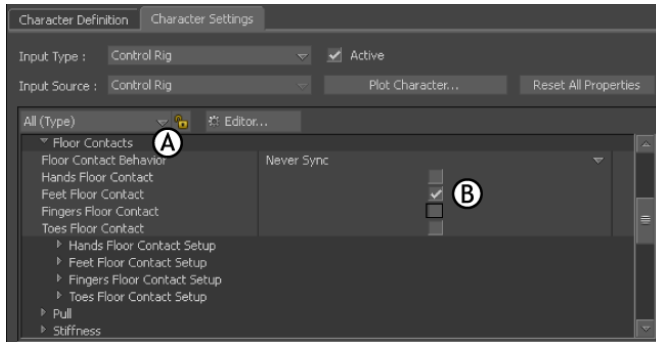 Character Definition Character Settings
Input Type : Control Rig Active
Input Source : Control Rig Plot Character... Reset All Properties
All (Type) Editor...
Floor Contacts A
Floor Contact Behavior Never Sync
Hands Floor Contact
Feet Floor Contact B
Fingers Floor Contact
Toes Floor Contact
Hands Floor Contact Setup
Feet Floor Contact Setup
Fingers Floor Contact Setup
Toes Floor Contact Setup
Pull
Stiffness